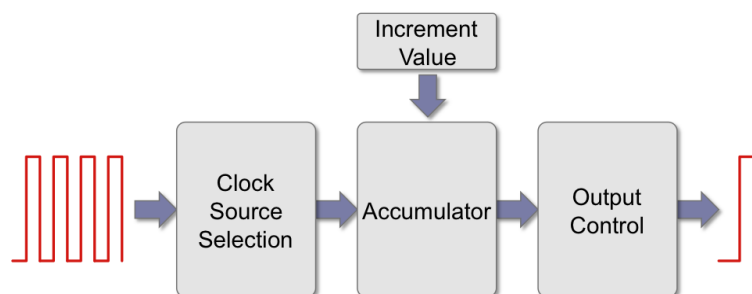 Increment
Value
Clock
Source
Selection
Accumulator
Output
Control